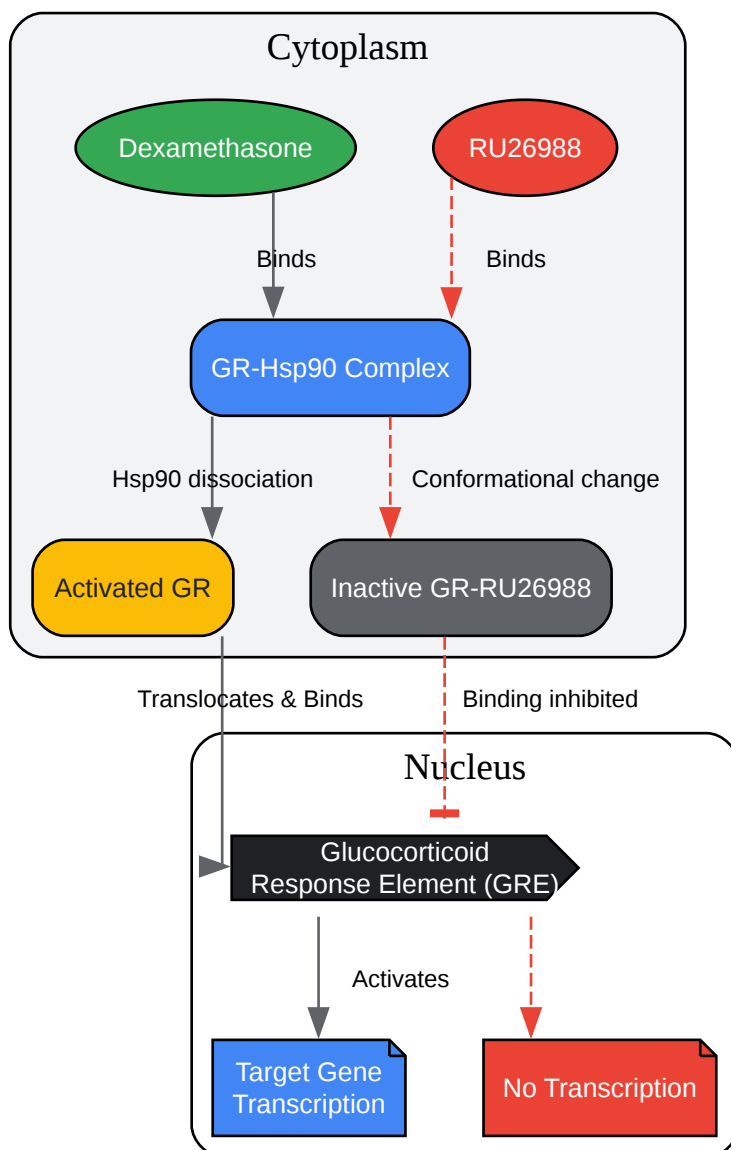 Cytoplasm
Dexamethasone
RU26988
Binds
Binds
GR-Hsp90 Complex
Hsp90 dissociation
Conformational change
Activated GR
Inactive GR-RU26988
Translocates & Binds
Binding inhibited
Nucleus
Glucocorticoid
Response Element (GRE)
Activates
Target Gene
Transcription
No Transcription